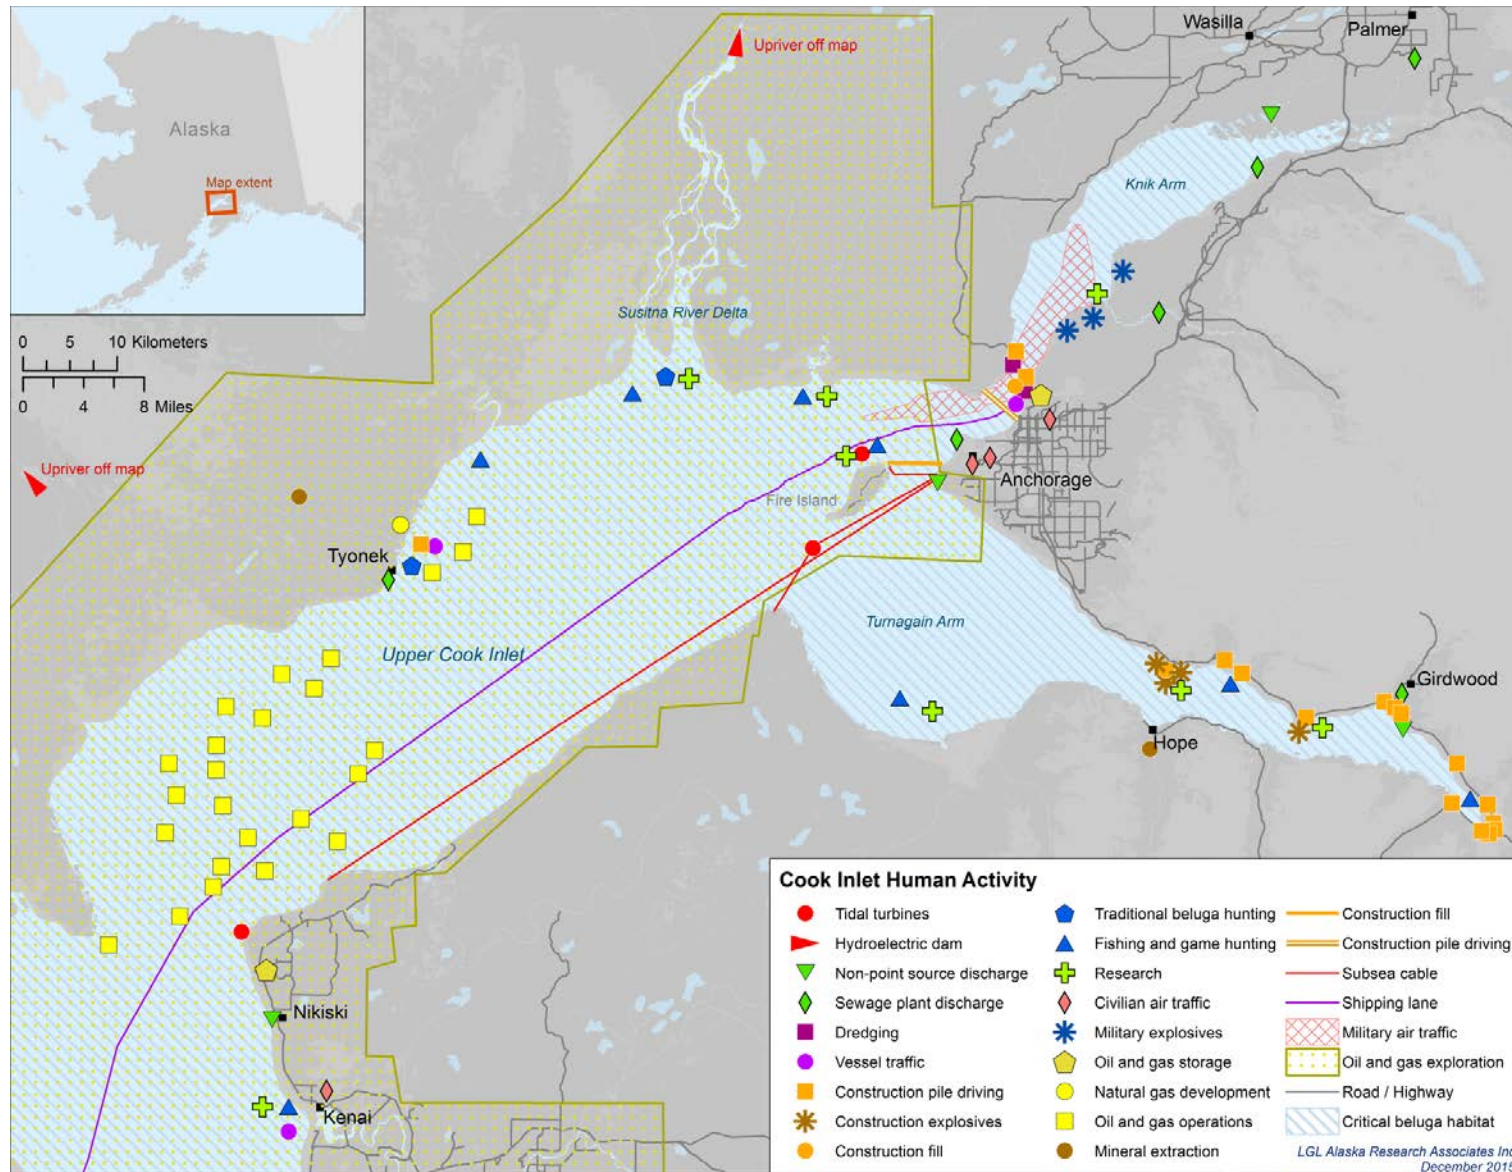 Wasilla
Palmer
Upriver off map
Alaska
Map extent
Knik Arm
Susitna River Delta
0 5 10 Kilometers
0 4 8 Miles
Upriver off map
Anchorage
Fire Island
Tyonek
Turnagain Arm
Upper Cook Inlet
Girdwood
Hope
Nikiski
Kenai
Cook Inlet Human Activity
Tidal turbines
Hydroelectric dam
Non-point source discharge
Sewage plant discharge
Dredging
Vessel traffic
Construction pile driving
Construction explosives
Construction fill
Traditional beluga hunting
Fishing and game hunting
Research
Civilian air traffic
Military explosives
Oil and gas storage
Natural gas development
Oil and gas operations
Mineral extraction
Construction fill
Construction pile driving
Subsea cable
Shipping lane
Military air traffic
Oil and gas exploration
Road / Highway
Critical beluga habitat
LGL Alaska Research Associates In
December